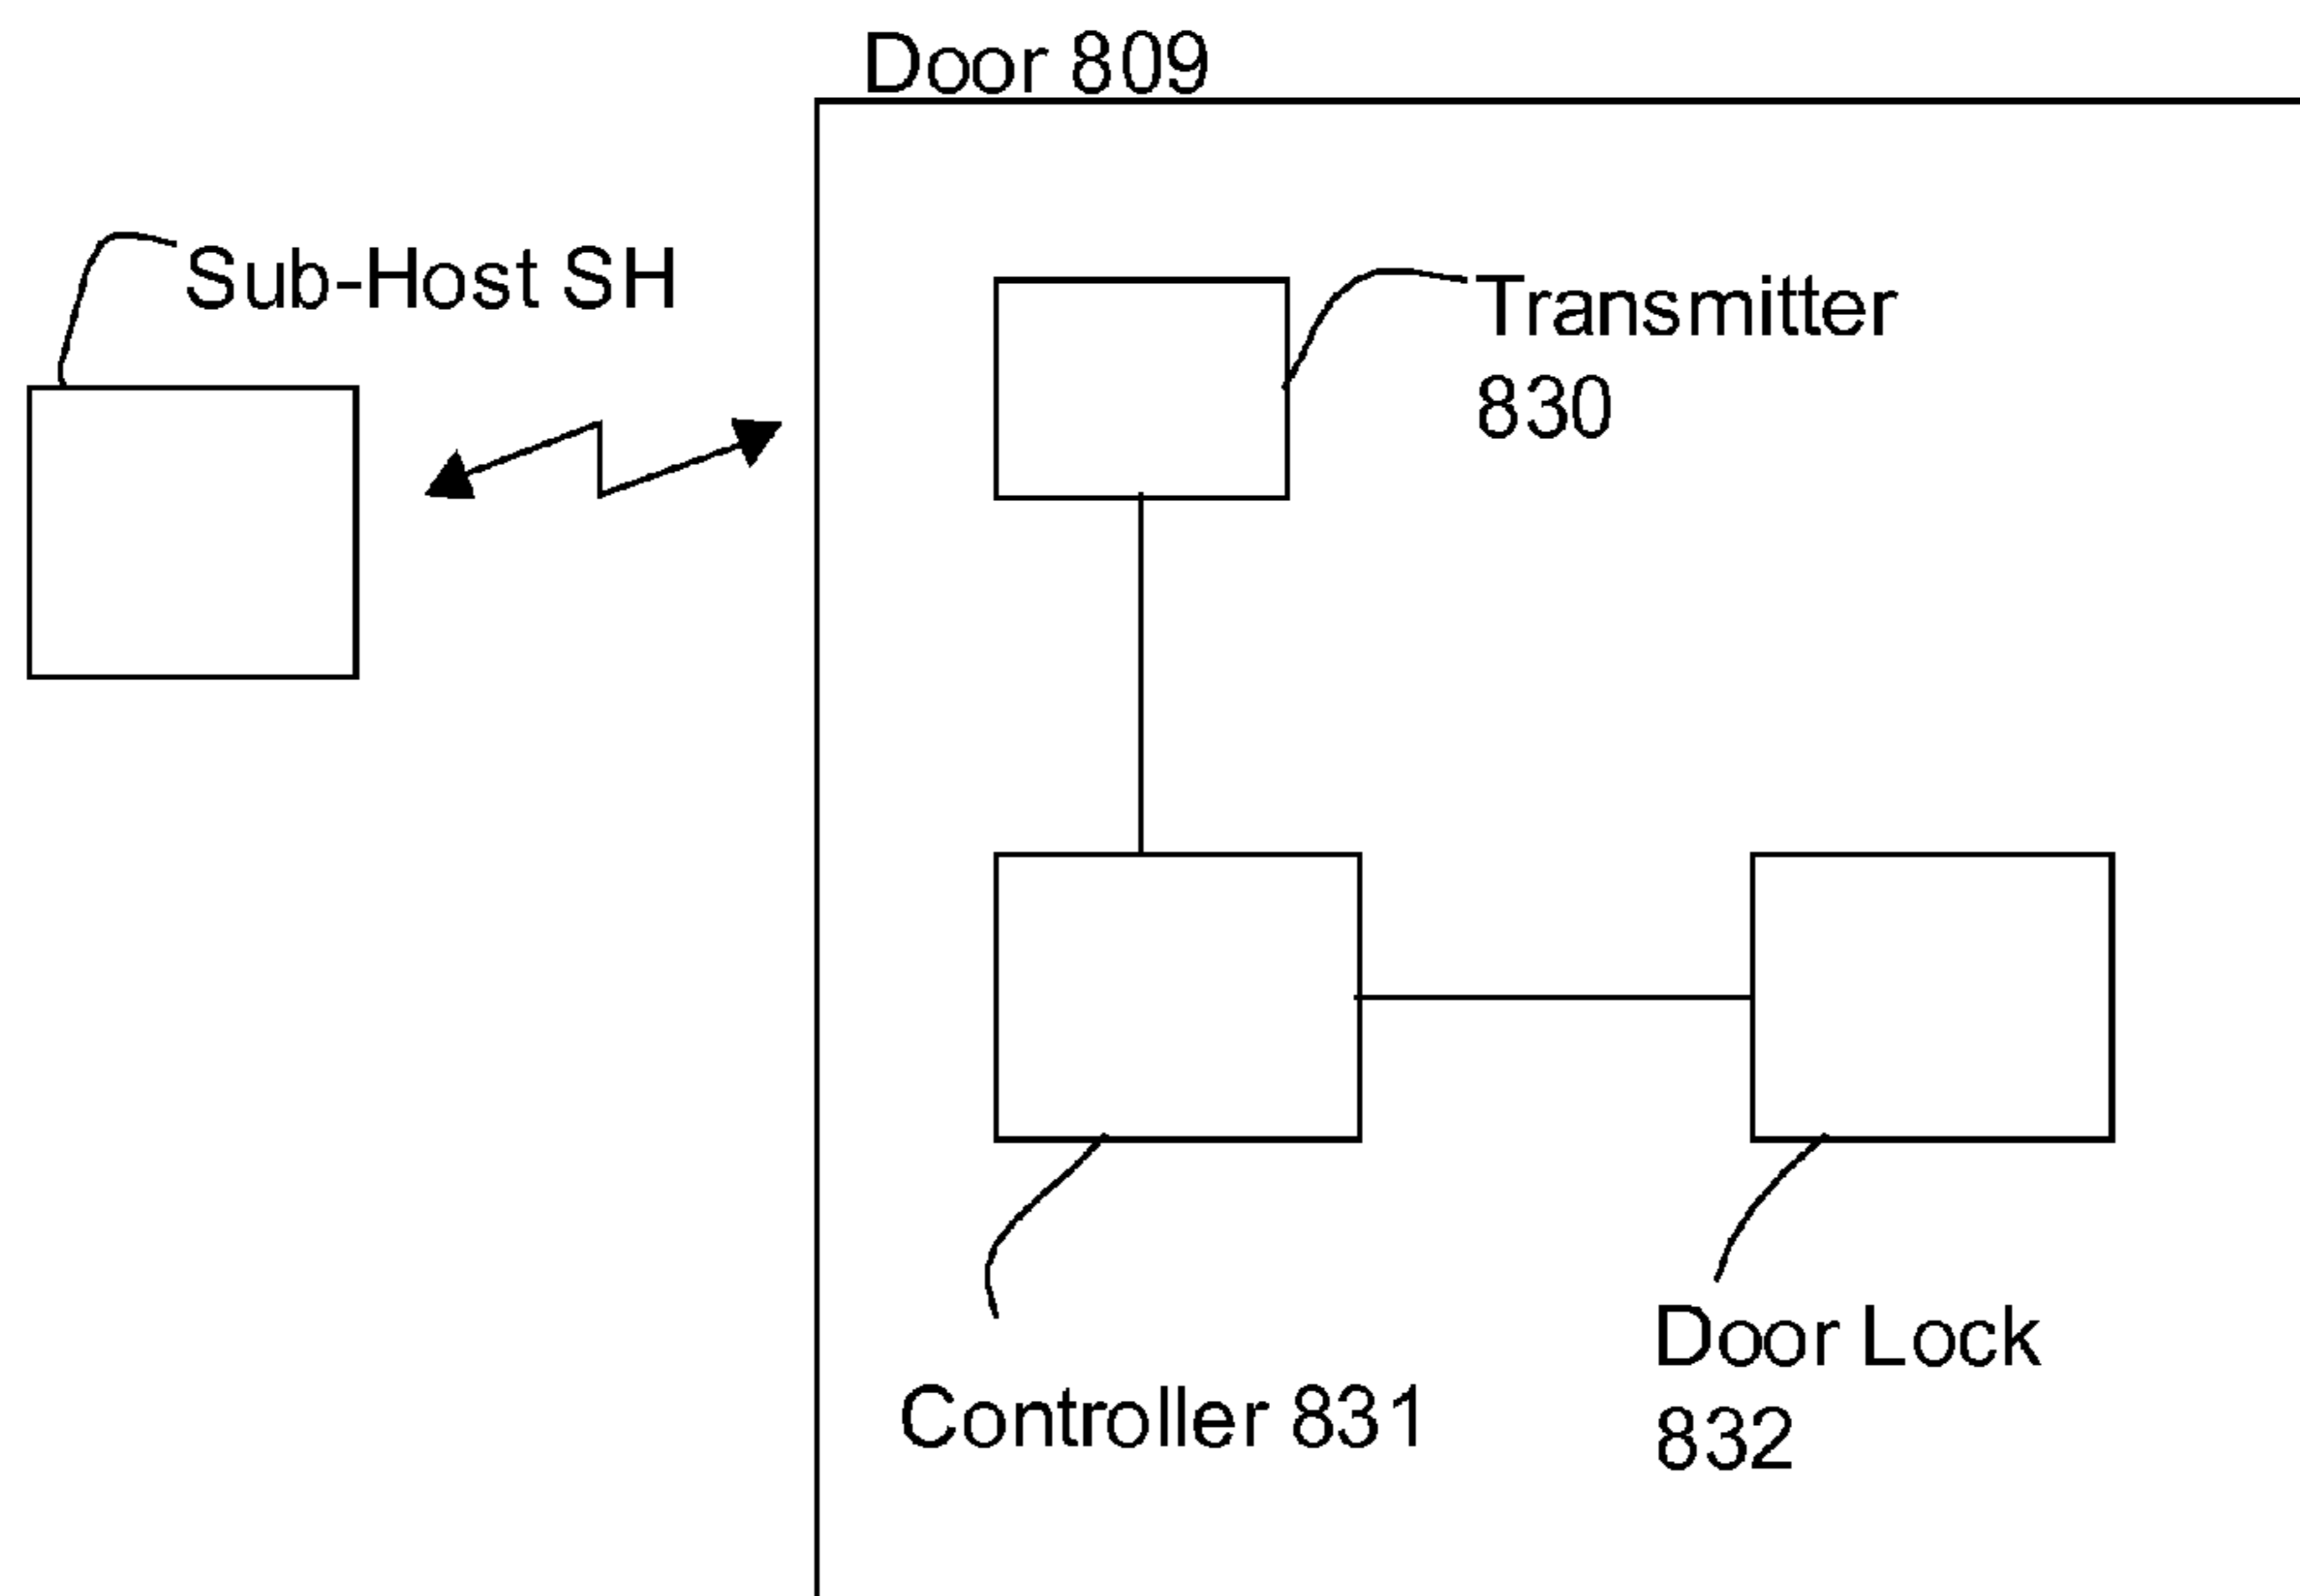 Door 809
Sub-Host SH
Transmitter
830
Door Lock
832
Controller 831